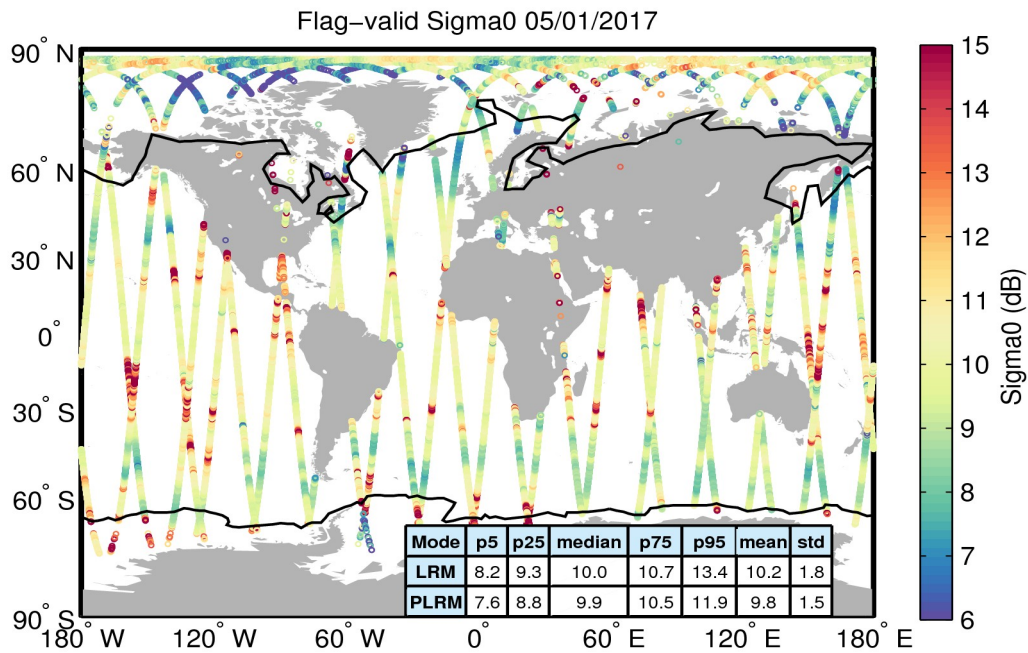 Flag−valid Sigma0 05/01/2017
90° N
60° N
30° N
0°
30° S
60° S
90° S
180° W
120° W
60° W
0°
60° E
120° E
180° E
Mode p5 p25 median p75 p95 mean std
LRM 8.2 9.3 10.0 10.7 13.4 10.2 1.8
PLRM 7.6 8.8 9.9 10.5 11.9 9.8 1.5
15
14
13
12
11
10
9
8
7
6
Sigma0 (dB)